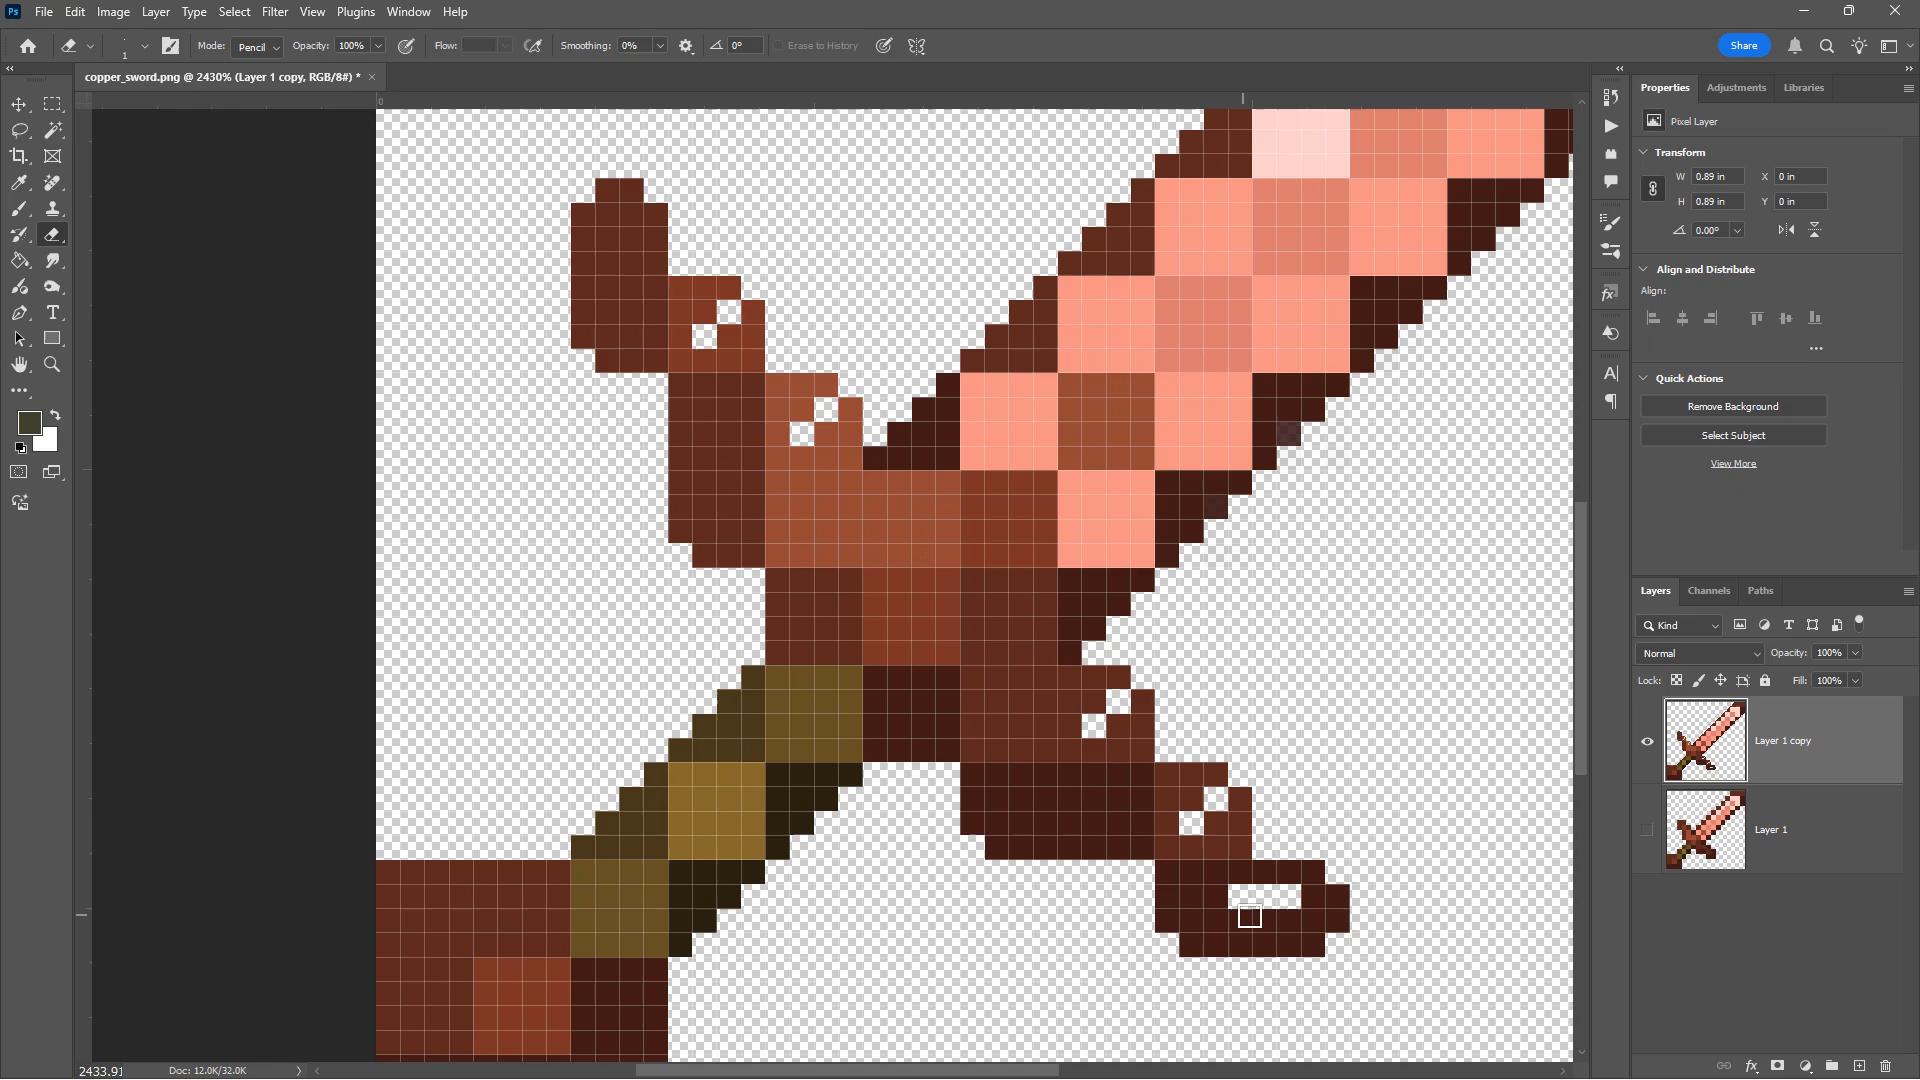 Ps File Edit Image Layer Type Select Filter View Plugins Window Help
1 Mode: Pencil Opacity: 100% Flow: Smoothing: 0% 0° Erase to History Share
copper_sword.png @ 2430% (Layer 1 copy, RGB/8#) *
0
Properties Adjustments Libraries
Pixel Layer
Transform
W 0.89 in X 0 in
H 0.89 in Y 0 in
0.00°
Align and Distribute
Align:
Quick Actions
Remove Background
Select Subject
View More
Layers Channels Paths
Kind
Normal Opacity: 100%
Lock: Fill: 100%
Layer 1 copy
Layer 1
2433.91 Doc: 12.0K/32.0K